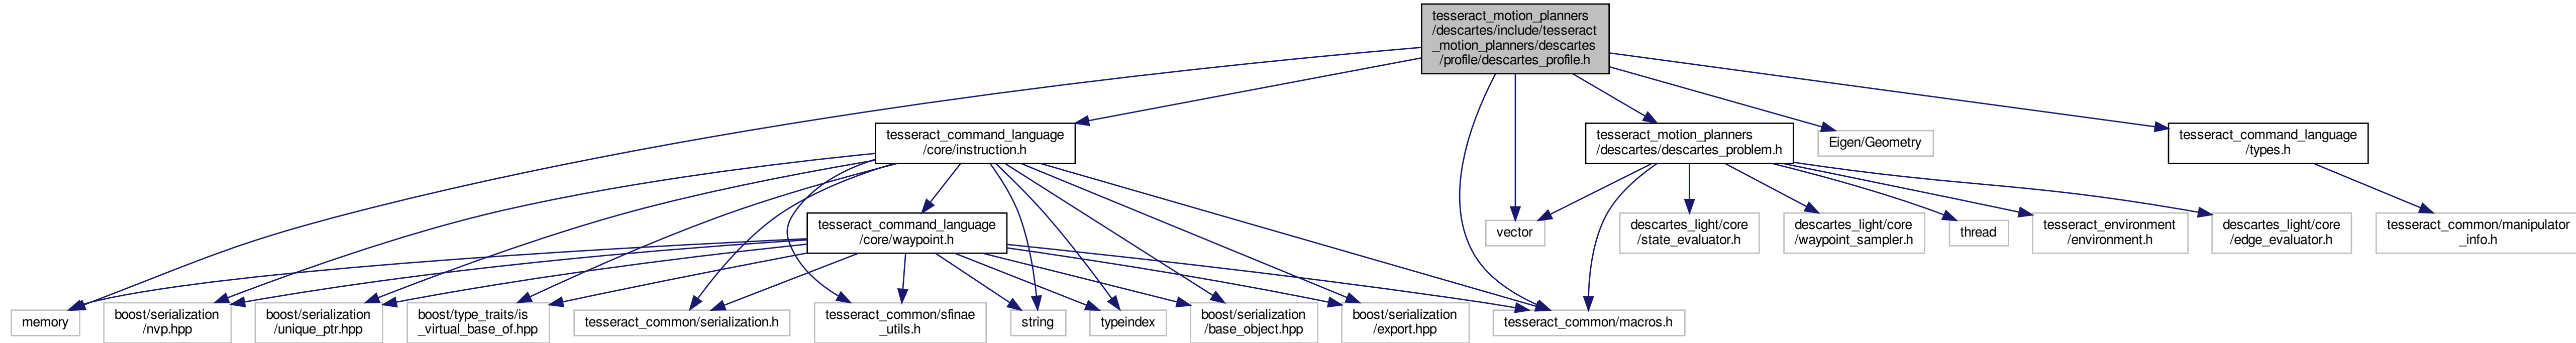 tesseract_motion_planners
/descartes/include/tesseract
_motion_planners/descartes
/profile/descartes_profile.h
tesseract_command_language
/core/instruction.h
tesseract_motion_planners
/descartes/descartes_problem.h
Eigen/Geometry
tesseract_command_language
/types.h
tesseract_command_language
/core/waypoint.h
vector
descartes_light/core
/state_evaluator.h
descartes_light/core
/waypoint_sampler.h
thread
tesseract_environment
/environment.h
descartes_light/core
/edge_evaluator.h
tesseract_common/manipulator
_info.h
memory
boost/serialization
/nvp.hpp
boost/serialization
/unique_ptr.hpp
boost/type_traits/is
_virtual_base_of.hpp
tesseract_common/serialization.h
tesseract_common/sfinae
_utils.h
string
typeindex
boost/serialization
/base_object.hpp
boost/serialization
/export.hpp
tesseract_common/macros.h